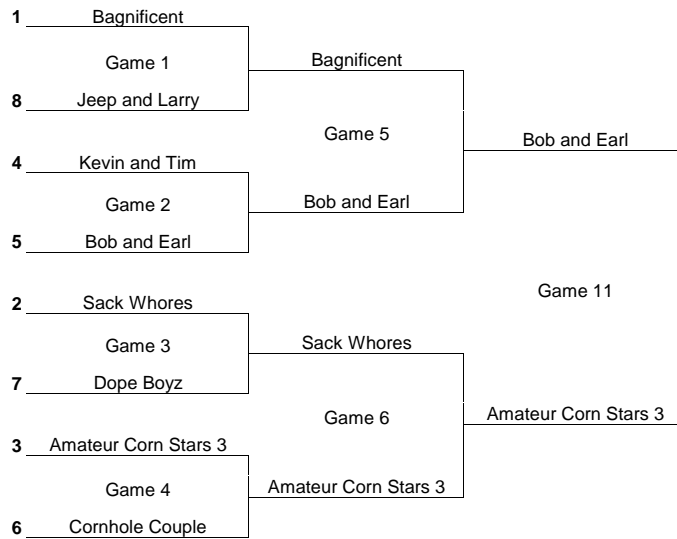 1 Bagnificent
Game 1
Bagnificent
8 Jeep and Larry
Game 5
Bob and Earl
4 Kevin and Tim
Game 2
Bob and Earl
5 Bob and Earl
Game 11
2 Sack Whores
Game 3
Sack Whores
7 Dope Boyz
Game 6
Amateur Corn Stars 3
3 Amateur Corn Stars 3
Game 4
Amateur Corn Stars 3
6 Cornhole Couple